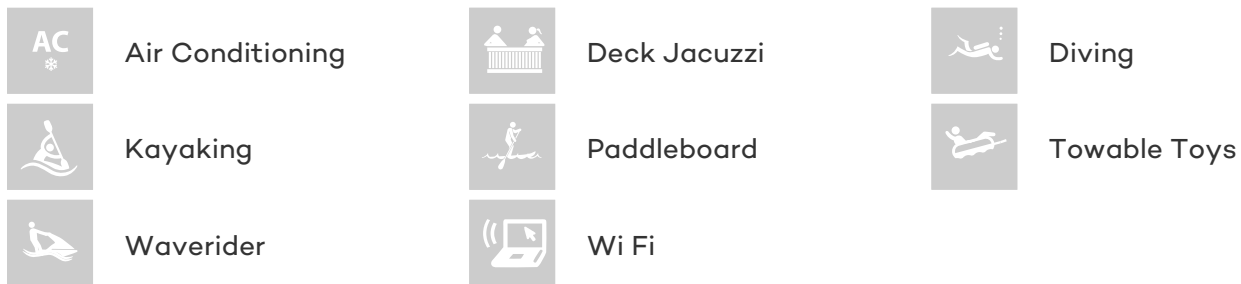 AC
Air Conditioning
Deck Jacuzzi
Diving
Kayaking
Paddleboard
Towable Toys
Waverider
Wi Fi